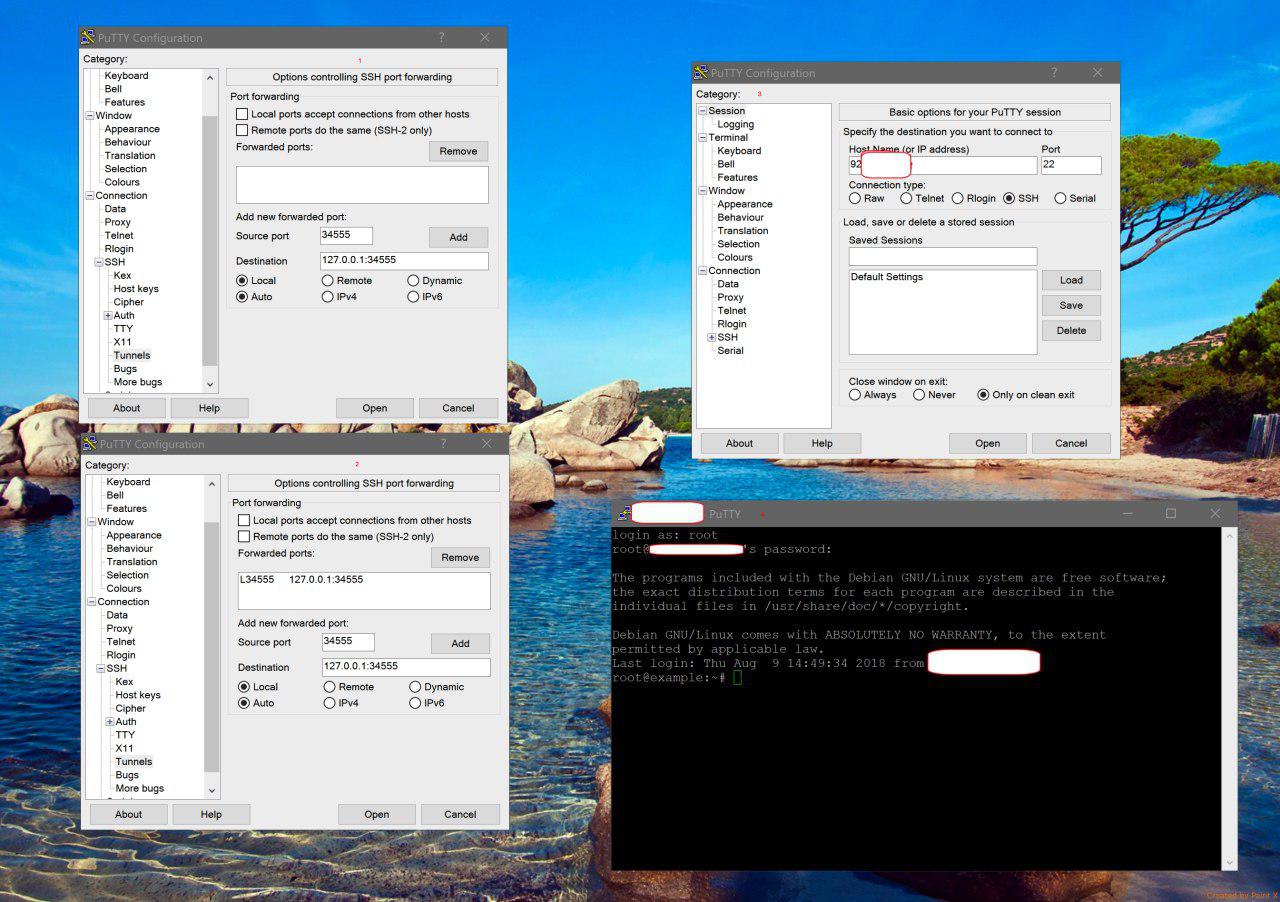 PuTTY Configuration
?
Category:
1
Keyboard
Bell
Features
Window
Appearance
Behaviour
Translation
Selection
Colours
Connection
Data
Proxy
Telnet
Rlogin
SSH
Kex
Host keys
Cipher
Auth
TTY
X11
Tunnels
Bugs
More bugs
Options controlling SSH port forwarding
Port forwarding
Local ports accept connections from other hosts
Remote ports do the same (SSH-2 only)
Forwarded ports:
Remove
Add new forwarded port:
Source port
34555
Add
Destination
127.0.0.1:34555
Local
Remote
Dynamic
Auto
IPv4
IPv6
About
Help
Open
Cancel
PuTTY Configuration
?
Category:
2
Keyboard
Bell
Features
Window
Appearance
Behaviour
Translation
Selection
Colours
Connection
Data
Proxy
Telnet
Rlogin
SSH
Kex
Host keys
Cipher
Auth
TTY
X11
Tunnels
Bugs
More bugs
Options controlling SSH port forwarding
Port forwarding
Local ports accept connections from other hosts
Remote ports do the same (SSH-2 only)
Forwarded ports:
Remove
L34555 127.0.0.1:34555
Add new forwarded port:
Source port
34555
Add
Destination
127.0.0.1:34555
Local
Remote
Dynamic
Auto
IPv4
IPv6
About
Help
Open
Cancel
PuTTY Configuration
?
Category:
3
Session
Logging
Terminal
Keyboard
Bell
Features
Window
Appearance
Behaviour
Translation
Selection
Colours
Connection
Data
Proxy
Telnet
Rlogin
SSH
Serial
Basic options for your PuTTY session
Specify the destination you want to connect to
Host Name (or IP address)
Port
92
22
Connection type:
Raw
Telnet
Rlogin
SSH
Serial
Load, save or delete a stored session
Saved Sessions
Default Settings
Load
Save
Delete
Close window on exit:
Always
Never
Only on clean exit
About
Help
Open
Cancel
PuTTY
4
login as: root
root@ 's password:
The programs included with the Debian GNU/Linux system are free software;
the exact distribution terms for each program are described in the
individual files in /usr/share/doc/*/copyright.
Debian GNU/Linux comes with ABSOLUTELY NO WARRANTY, to the extent
permitted by applicable law.
Last login: Thu Aug  9 14:49:34 2018 from
root@example:~#
Created by Paint X